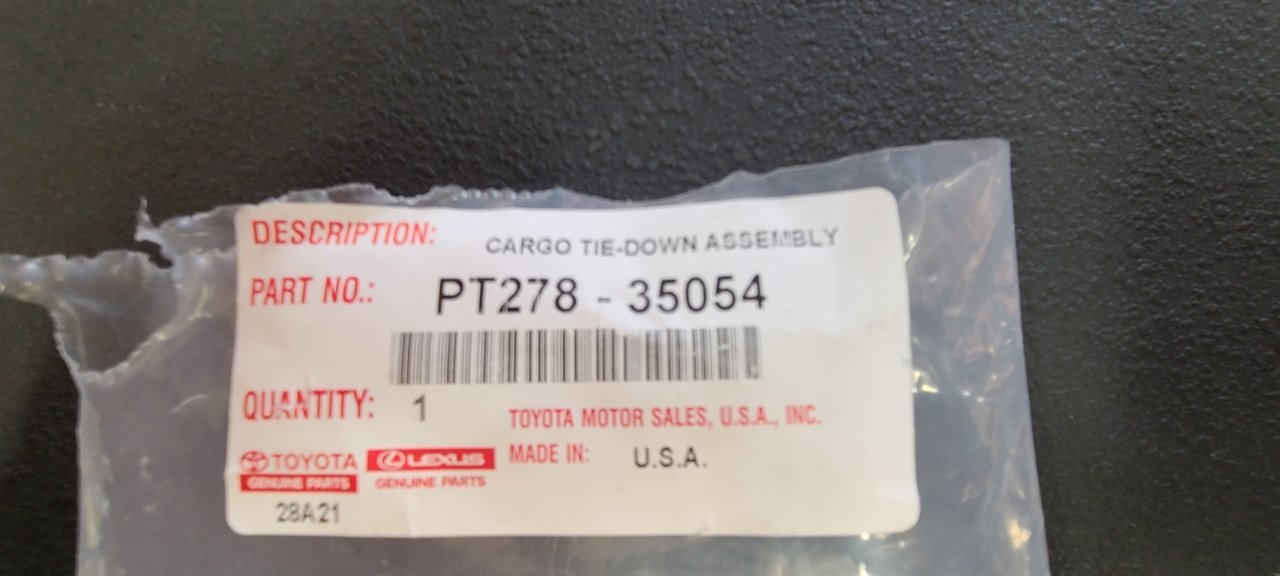 DESCRIPTION: CARGO TIE-DOWN ASSEMBLY
PART NO.: PT278 - 35054
QUANTITY: 1
TOYOTA MOTOR SALES, U.S.A., INC.
MADE IN: U.S.A.
TOYOTA
GENUINE PARTS
LEXUS
GENUINE PARTS
28A21